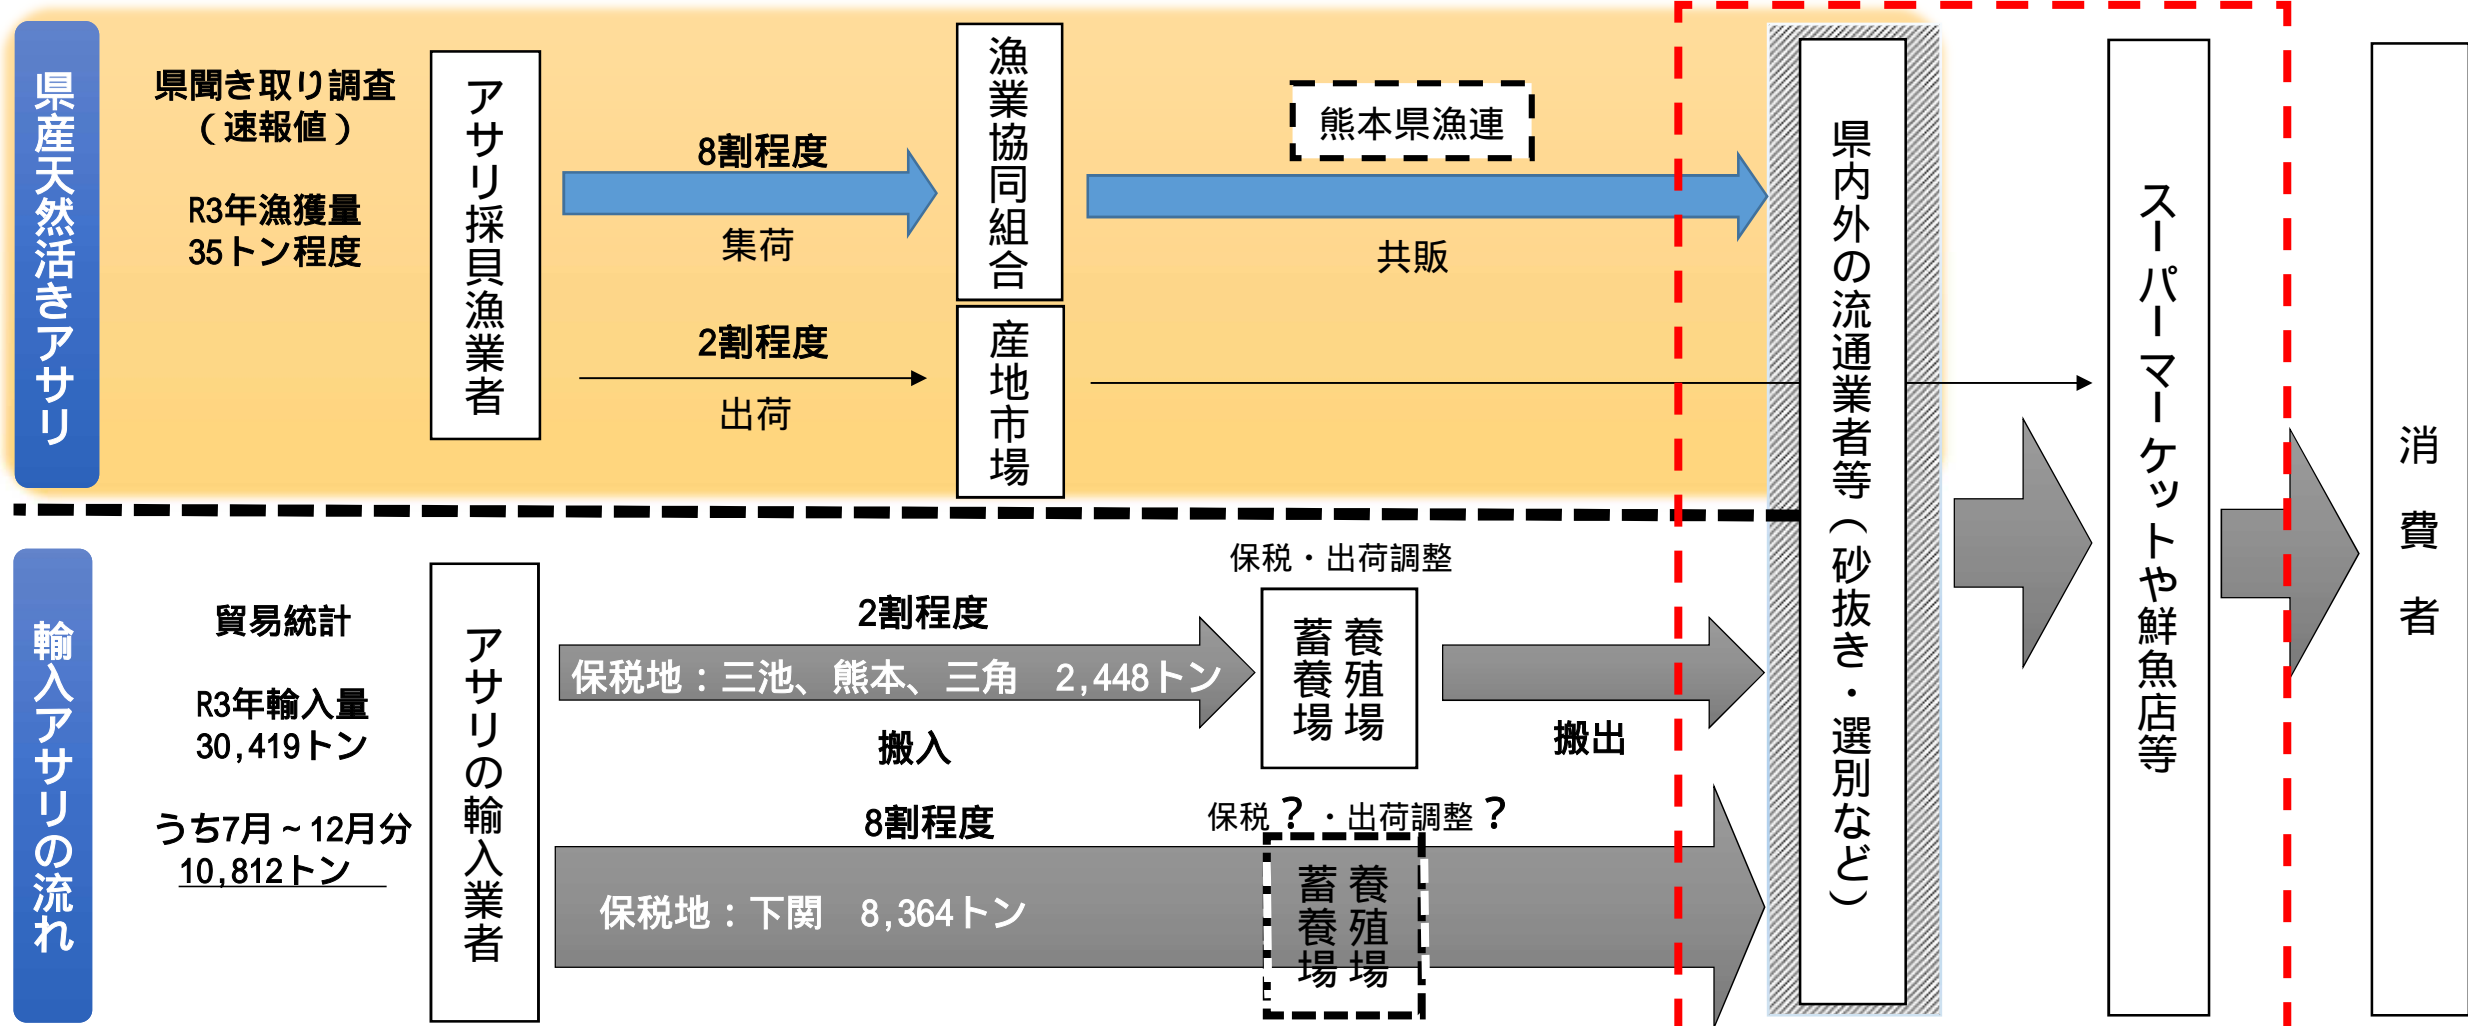 県産天然活きアサリ
県聞き取り調査
（速報値）
R3年漁獲量
35トン程度
アサリ採貝漁業者
8割程度
集荷
2割程度
出荷
漁業協同組合
産地市場
熊本県漁連
共販
県内外の流通業者等（砂抜き・選別など）
スーパーマーケットや鮮魚店等
消費者
輸入アサリの流れ
貿易統計
R3年輸入量
30,419トン
うち7月～12月分
10,812トン
アサリの輸入業者
2割程度
保税地：三池、熊本、三角　2,448トン
搬入
保税・出荷調整
養殖場
蓄養場
搬出
8割程度
保税地：下関　8,364トン
保税？・出荷調整？
養殖場
蓄養場